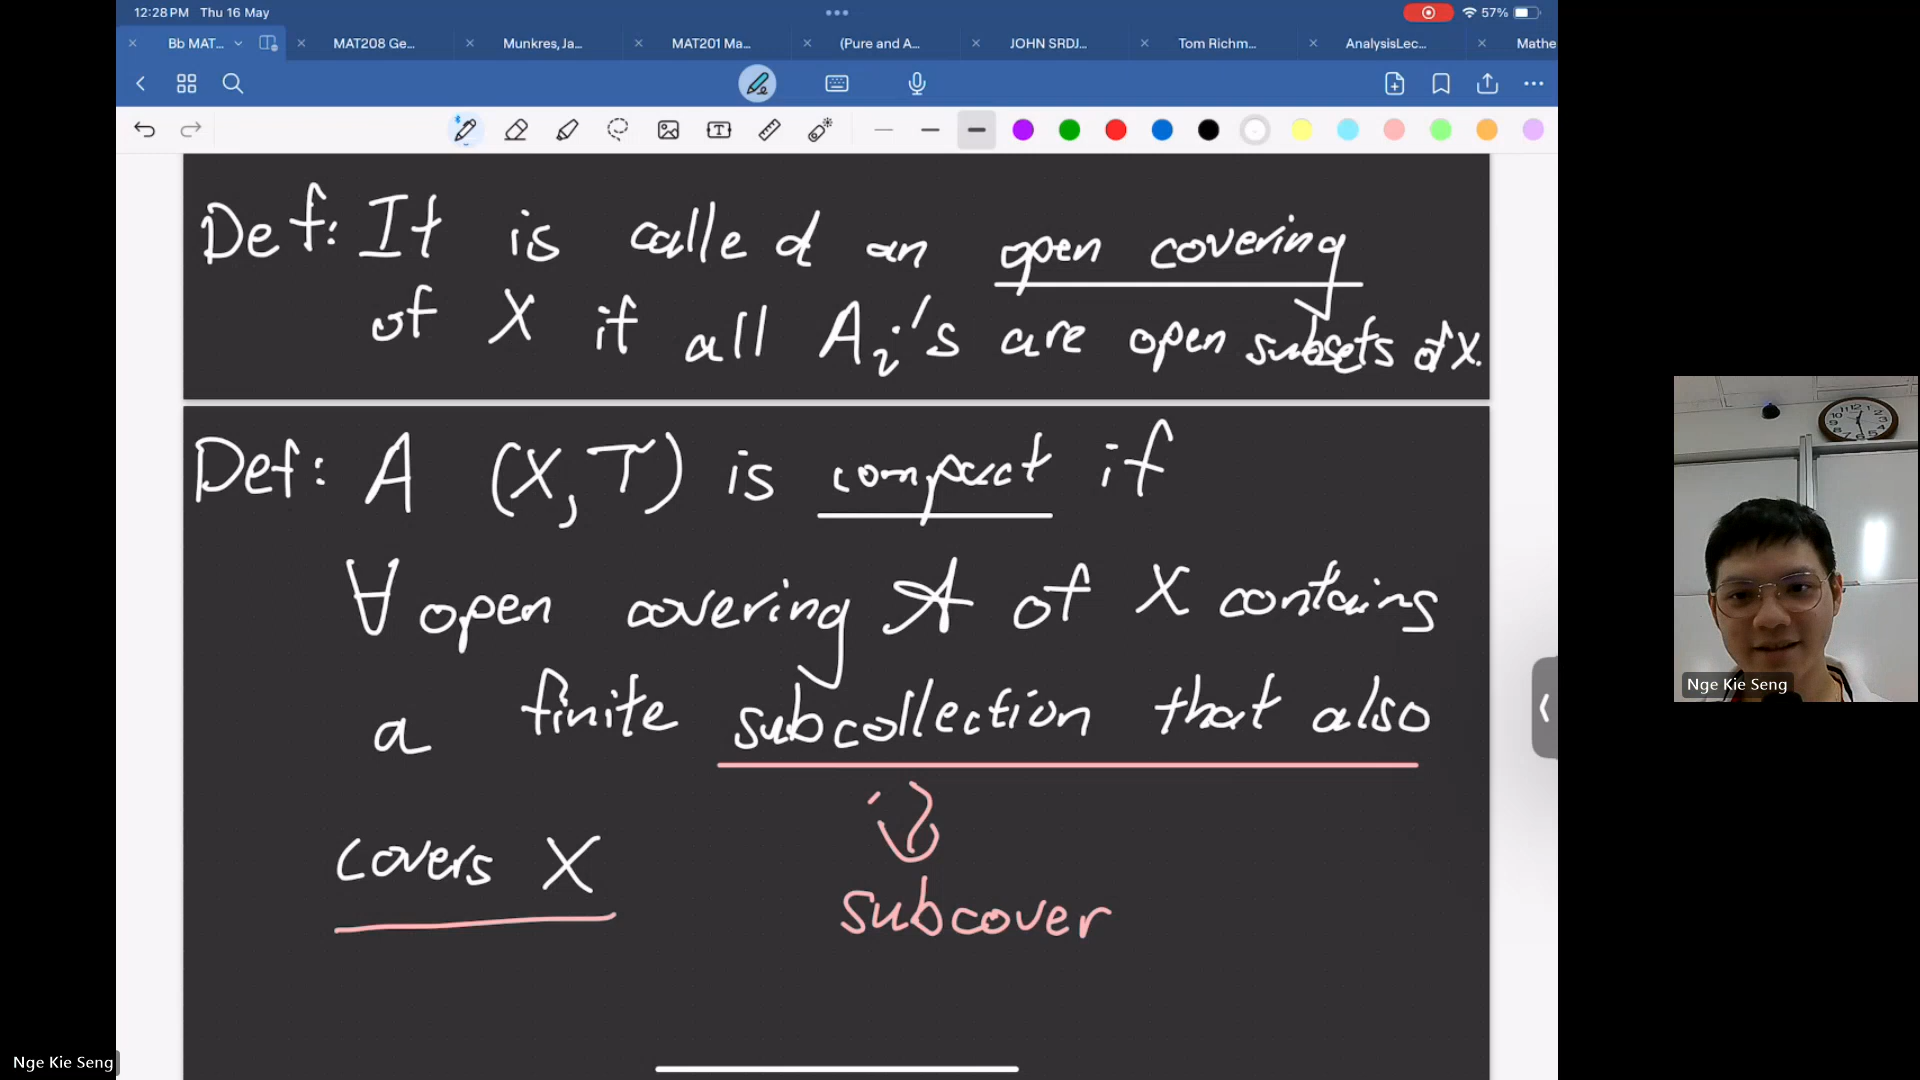 12:28 PM Thu 16 May
57%
Bb MAT...
MAT208 Ge...
Munkres, Ja...
MAT201 Ma...
(Pure and A...
JOHN SRDJ...
Tom Richm...
AnalysisLec...
Mathe
Def: It is called an open covering
of X if all Aᵢ's are open subsets of X.
Def: A (X, T) is compact if
∀ open covering A of X contains
a finite subcollection that also
covers X
subcover
Nge Kie Seng
Nge Kie Seng